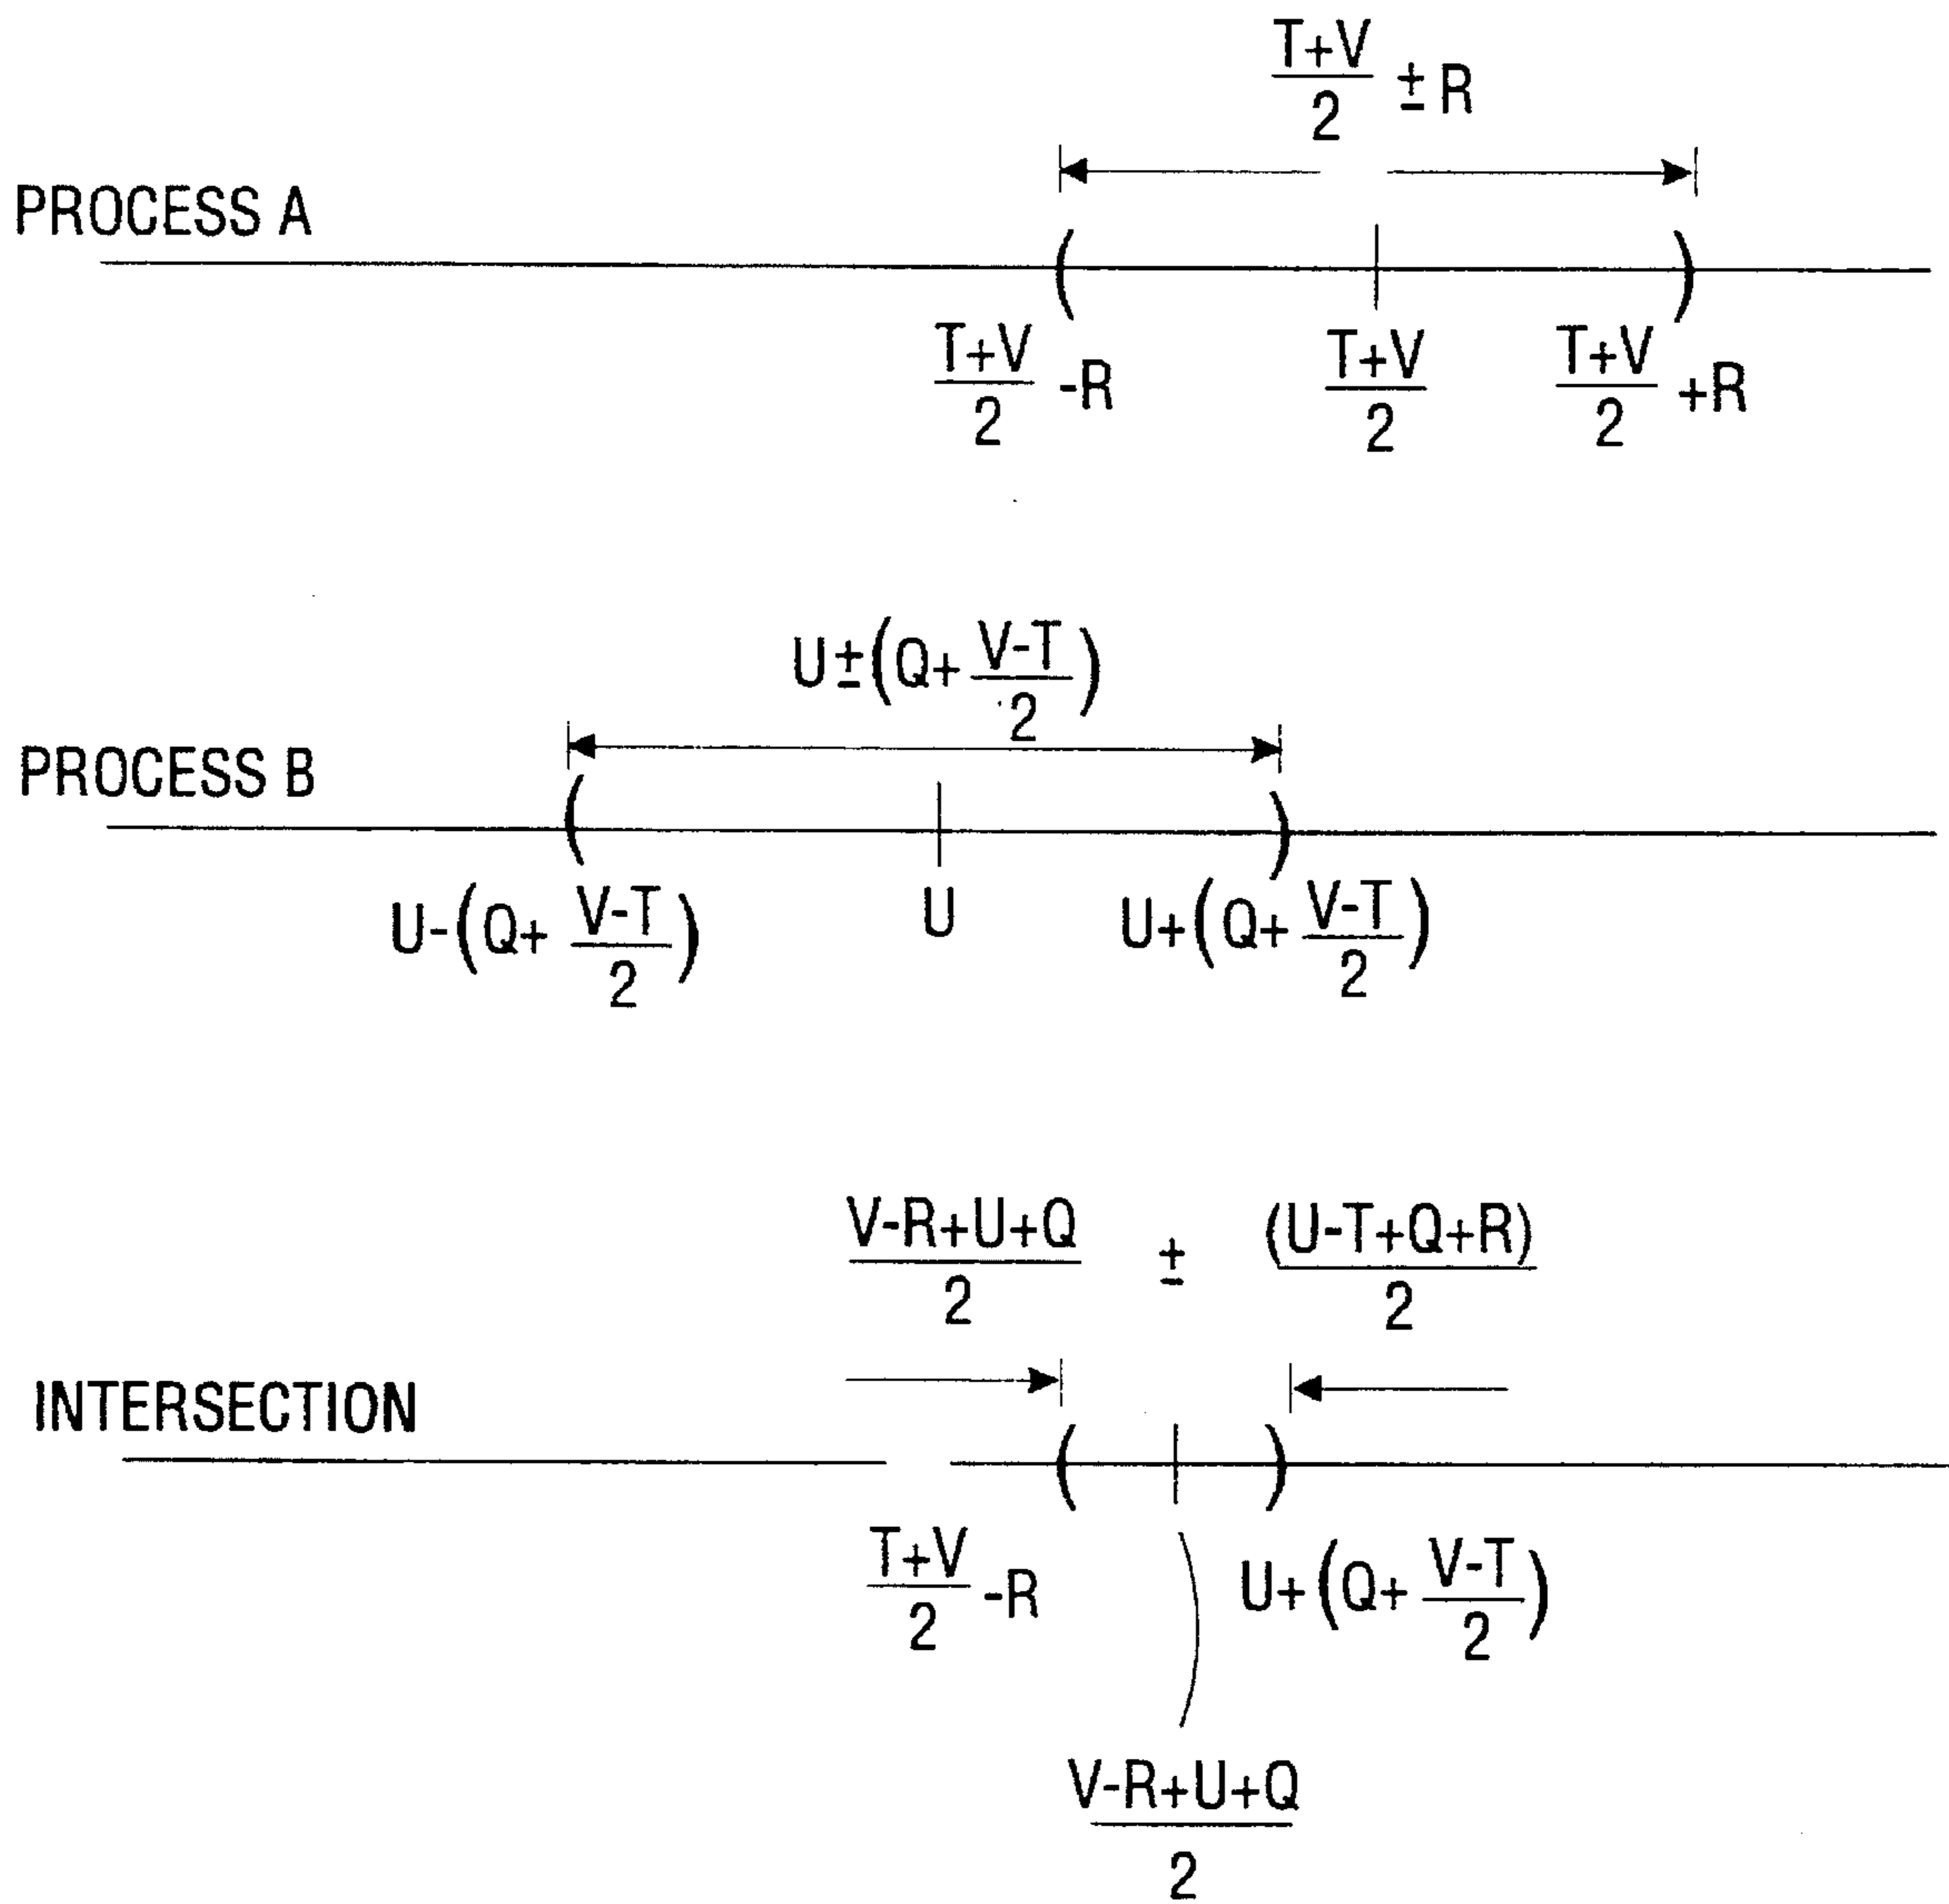 T+V/2 ± R
PROCESS A
T+V/2 -R
T+V/2
T+V/2 +R
U±(Q+ V-T/2)
PROCESS B
U-(Q+ V-T/2)
U
U+(Q+ V-T/2)
V-R+U+Q/2 ± (U-T+Q+R)/2
INTERSECTION
T+V/2 -R
U+(Q+ V-T/2)
V-R+U+Q/2